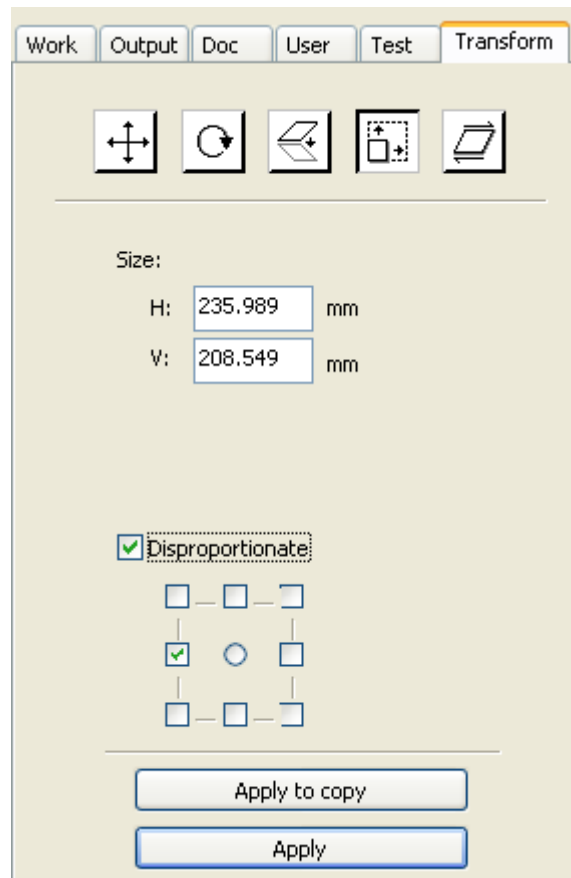 Work Output Doc User Test Transform
Size:
H: 235.989 mm
V: 208.549 mm
Disproportionate
Apply to copy
Apply